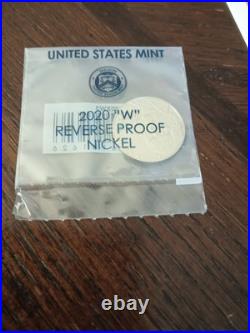 UNITED STATES MINT
2020 "W"
REVERSE PROOF
NICKEL